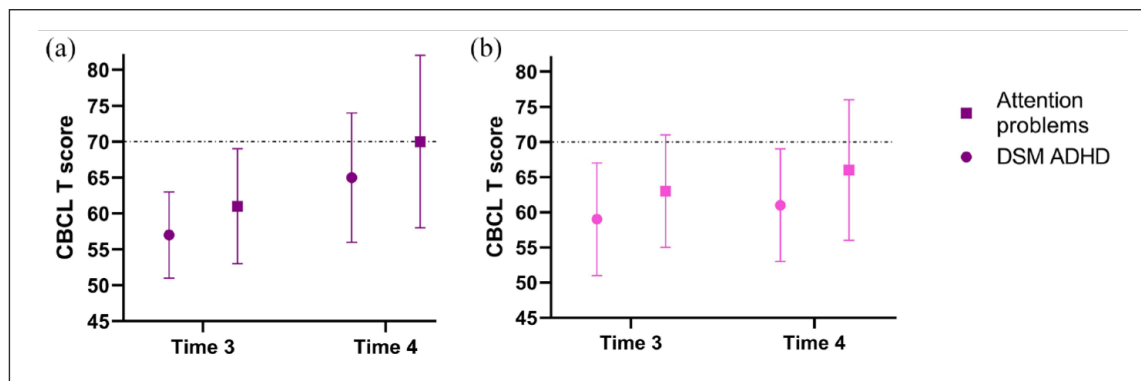 (a)
CBCL T score
80
75
70
65
60
55
50
45
Time 3
Time 4
(b)
CBCL T score
80
75
70
65
60
55
50
45
Time 3
Time 4
Attention
problems
DSM ADHD